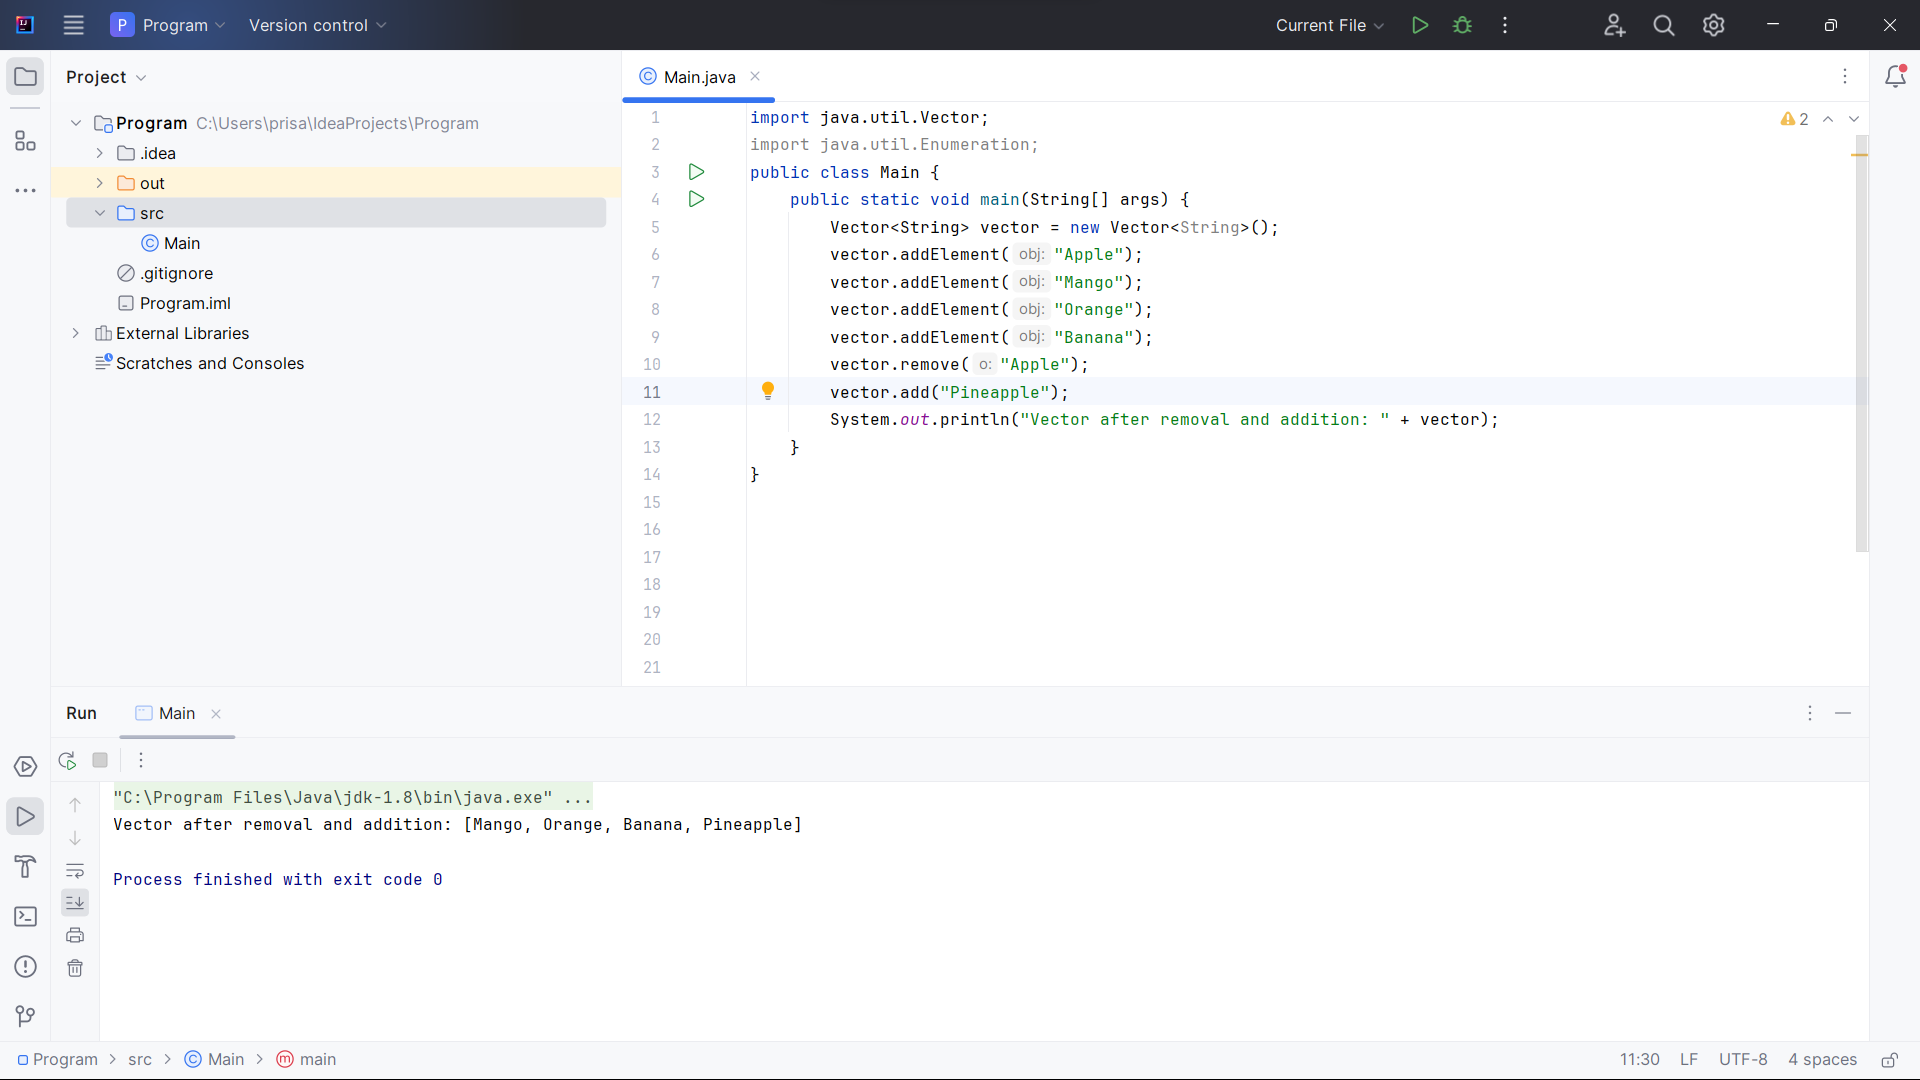 P Program Version control Current File
Project
Main.java
Program C:\Users\prisa\IdeaProjects\Program
.idea
out
src
Main
.gitignore
Program.iml
External Libraries
Scratches and Consoles
2
1 import java.util.Vector;
2 import java.util.Enumeration;
3 public class Main {
4 public static void main(String[] args) {
5 Vector<String> vector = new Vector<String>();
6 vector.addElement( obj: "Apple");
7 vector.addElement( obj: "Mango");
8 vector.addElement( obj: "Orange");
9 vector.addElement( obj: "Banana");
10 vector.remove( o: "Apple");
11 vector.add("Pineapple");
12 System.out.println("Vector after removal and addition: " + vector);
13 }
14 }
15
16
17
18
19
20
21
Run Main
"C:\Program Files\Java\jdk-1.8\bin\java.exe" ...
Vector after removal and addition: [Mango, Orange, Banana, Pineapple]
Process finished with exit code 0
Program > src > Main > main 11:30 LF UTF-8 4 spaces